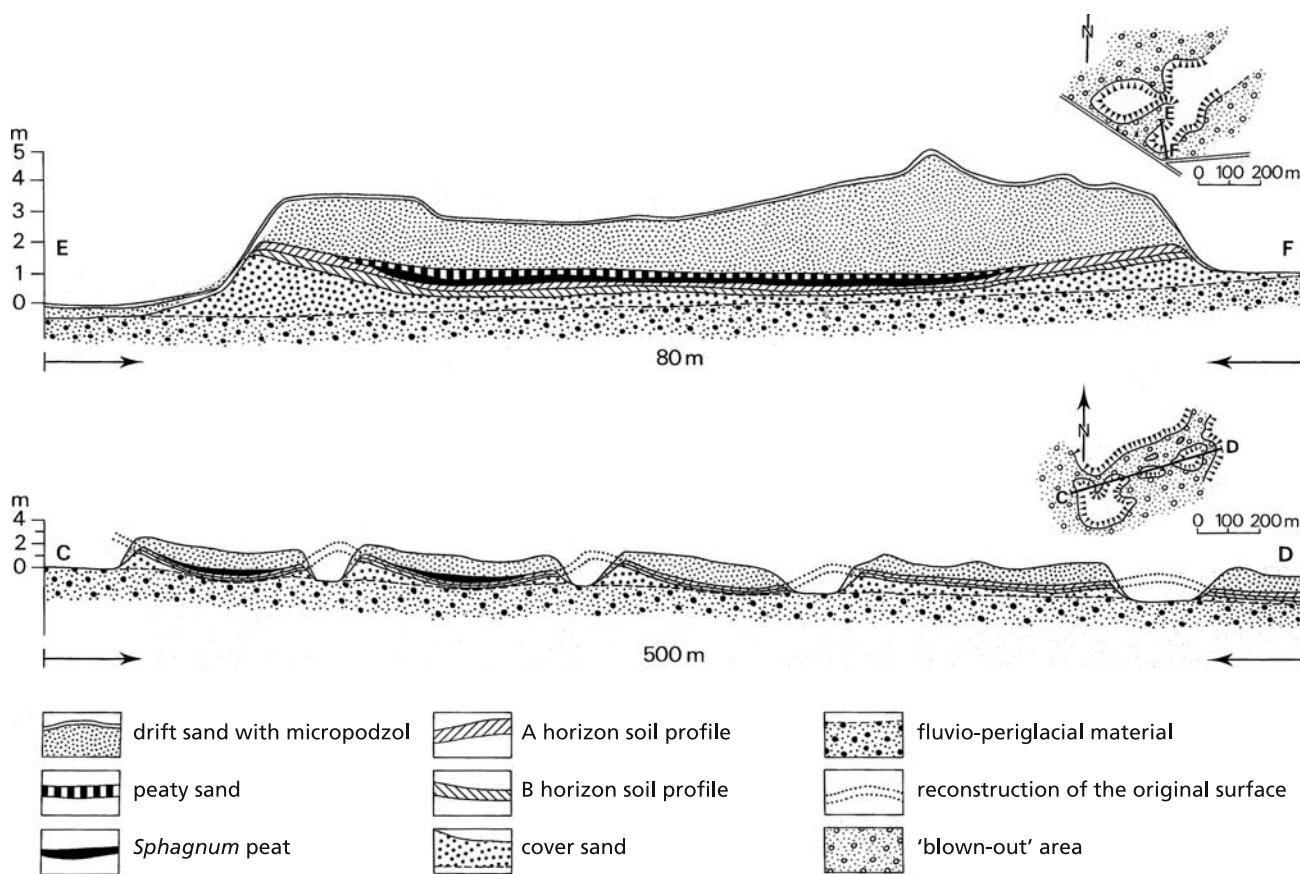 N
E
F
0 100 200 m
m
5
4
3
2
1
0
E
F
80 m
N
C
D
0 100 200 m
m
4
2
0
C
D
500 m
drift sand with micropodzol
A horizon soil profile
fluvio-periglacial material
peaty sand
B horizon soil profile
reconstruction of the original surface
Sphagnum peat
cover sand
'blown-out' area